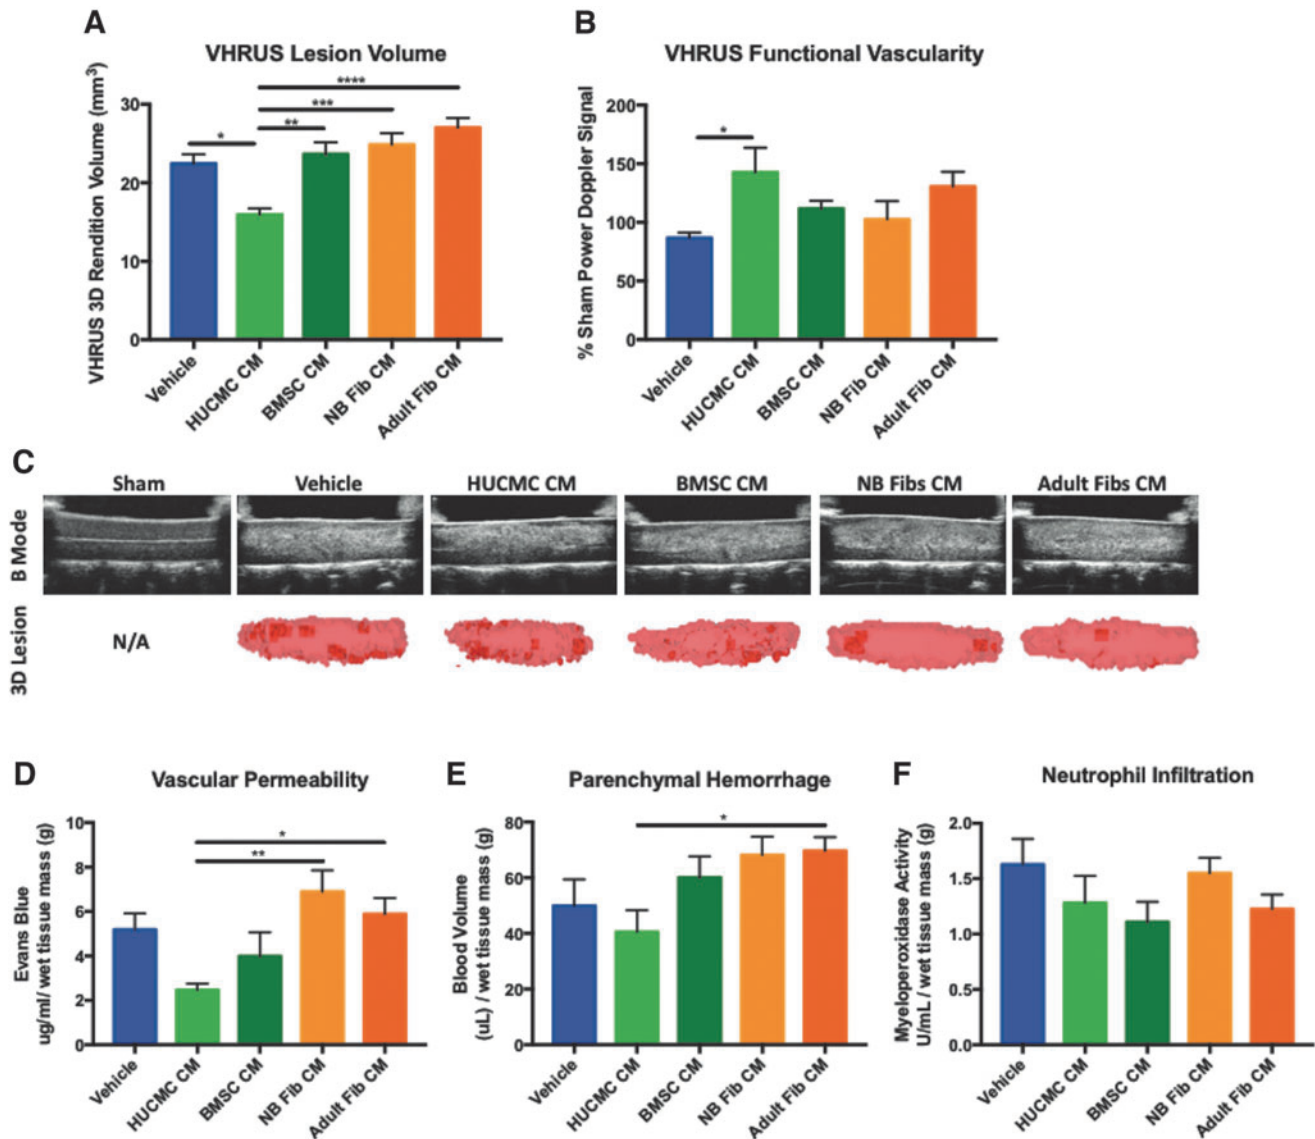 A
VHRUS Lesion Volume
VHRUS 3D Rendition Volume (mm³)
30
20
10
0
*
**
***
****
Vehicle
HUCMC CM
BMSC CM
NB Fib CM
Adult Fib CM
B
VHRUS Functional Vascularity
% Sham Power Doppler Signal
200
150
100
50
0
*
Vehicle
HUCMC CM
BMSC CM
NB Fib CM
Adult Fib CM
C
Sham
Vehicle
HUCMC CM
BMSC CM
NB Fibs CM
Adult Fibs CM
B Mode
3D Lesion
N/A
D
Vascular Permeability
Evans Blue
ug/ml/ wet tissue mass (g)
10
8
6
4
2
0
*
**
Vehicle
HUCMC CM
BMSC CM
NB Fib CM
Adult Fib CM
E
Parenchymal Hemorrhage
Blood Volume
(uL) / wet tissue mass (g)
80
60
40
20
0
*
Vehicle
HUCMC CM
BMSC CM
NB Fib CM
Adult Fib CM
F
Neutrophil Infiltration
Myeloperoxidase Activity
U/mL / wet tissue mass (g)
2.0
1.5
1.0
0.5
0.0
Vehicle
HUCMC CM
BMSC CM
NB Fib CM
Adult Fib CM